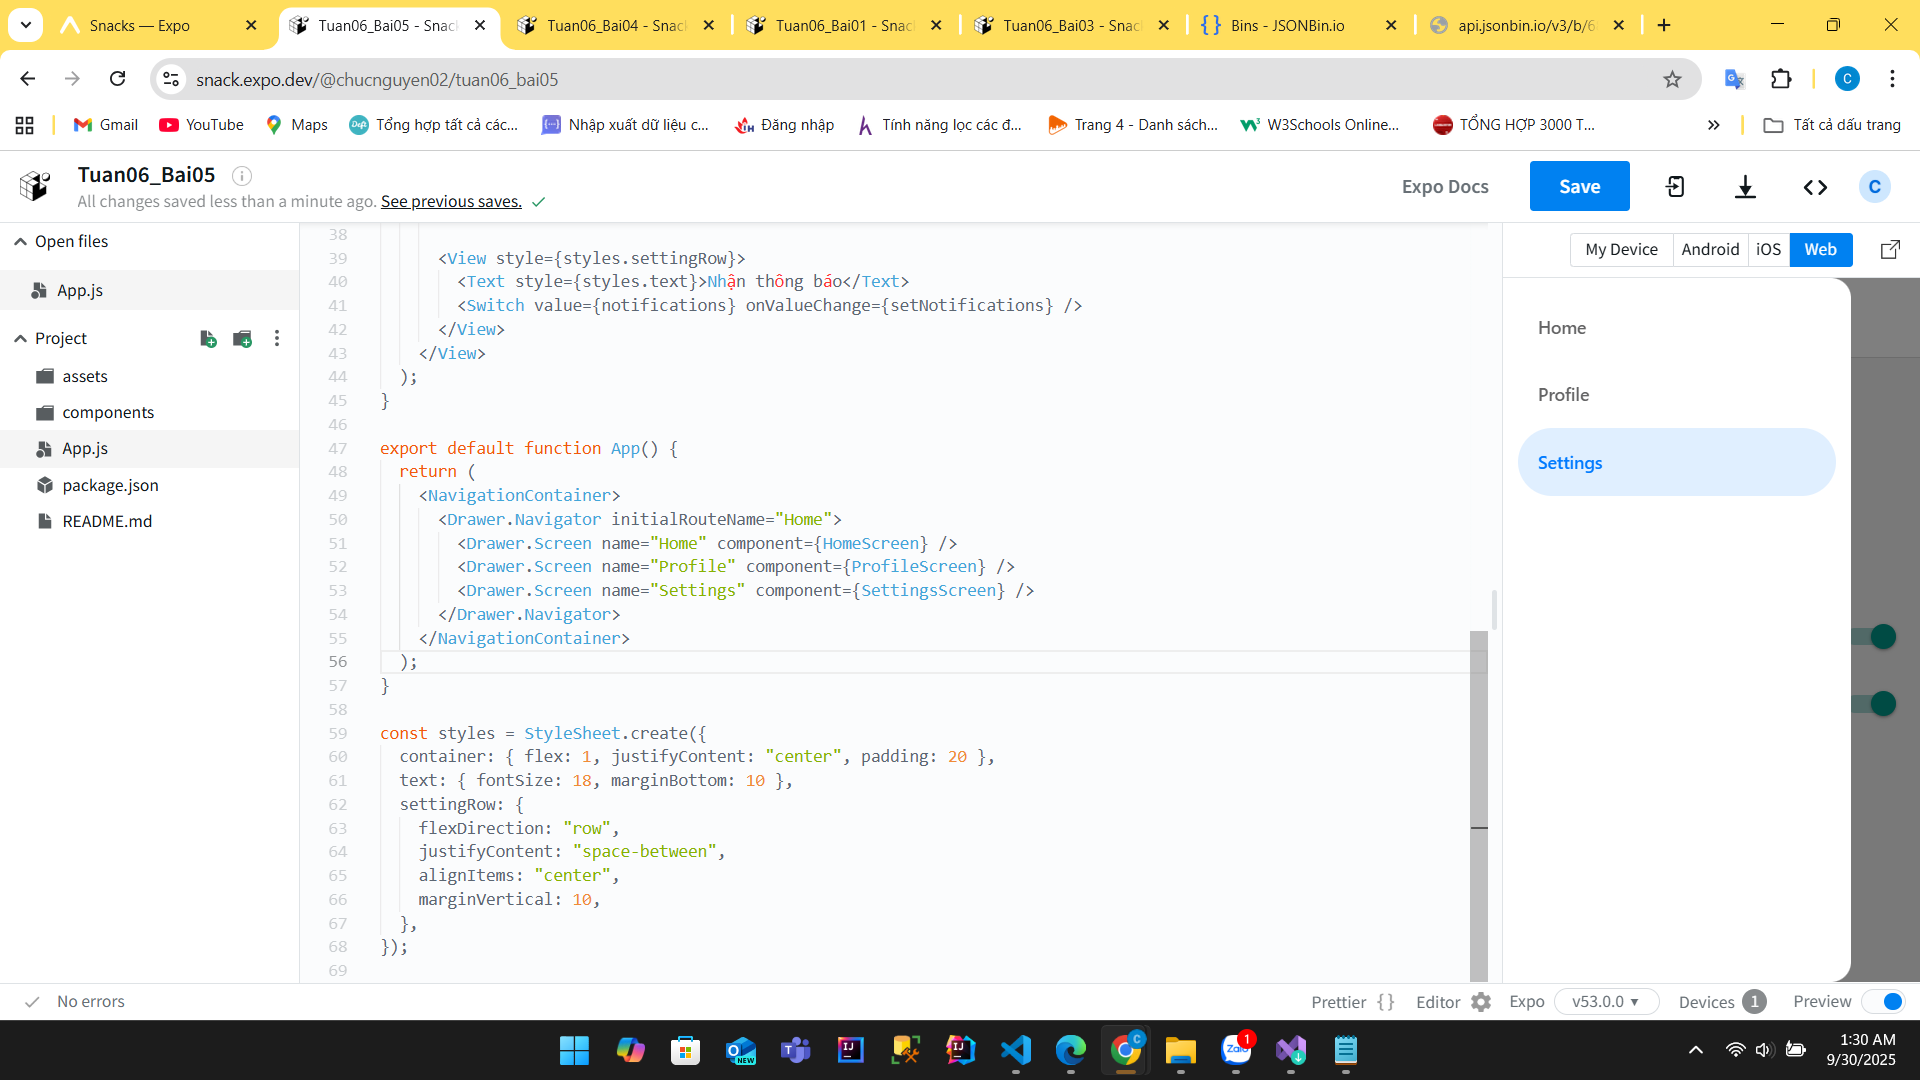 Snacks — Expo
Tuan06_Bai05 - Snack
Tuan06_Bai04 - Snack
Tuan06_Bai01 - Snack
Tuan06_Bai03 - Snack
Bins - JSONBin.io
api.jsonbin.io/v3/b/6
snack.expo.dev/@chucnguyen02/tuan06_bai05
C
Gmail
YouTube
Maps
Tổng hợp tất cả các...
Nhập xuất dữ liệu c...
Đăng nhập
Tính năng lọc các đ...
Trang 4 - Danh sách...
W3Schools Online...
TỔNG HỢP 3000 T...
Tất cả dấu trang
Tuan06_Bai05
All changes saved less than a minute ago. See previous saves.
Expo Docs
Save
C
Open files
App.js
Project
assets
components
App.js
package.json
README.md
38
39 <View style={styles.settingRow}>
40 <Text style={styles.text}>Nhận thông báo</Text>
41 <Switch value={notifications} onValueChange={setNotifications} />
42 </View>
43 </View>
44 );
45 }
46
47 export default function App() {
48 return (
49 <NavigationContainer>
50 <Drawer.Navigator initialRouteName="Home">
51 <Drawer.Screen name="Home" component={HomeScreen} />
52 <Drawer.Screen name="Profile" component={ProfileScreen} />
53 <Drawer.Screen name="Settings" component={SettingsScreen} />
54 </Drawer.Navigator>
55 </NavigationContainer>
56 );
57 }
58
59 const styles = StyleSheet.create({
60 container: { flex: 1, justifyContent: "center", padding: 20 },
61 text: { fontSize: 18, marginBottom: 10 },
62 settingRow: {
63 flexDirection: "row",
64 justifyContent: "space-between",
65 alignItems: "center",
66 marginVertical: 10,
67 },
68 });
69
My Device
Android
iOS
Web
Home
Profile
Settings
No errors
Prettier { }
Editor
Expo
v53.0.0
Devices 1
Preview
NEW
IJ
IJ
C
Zalo
1
1:30 AM
9/30/2025